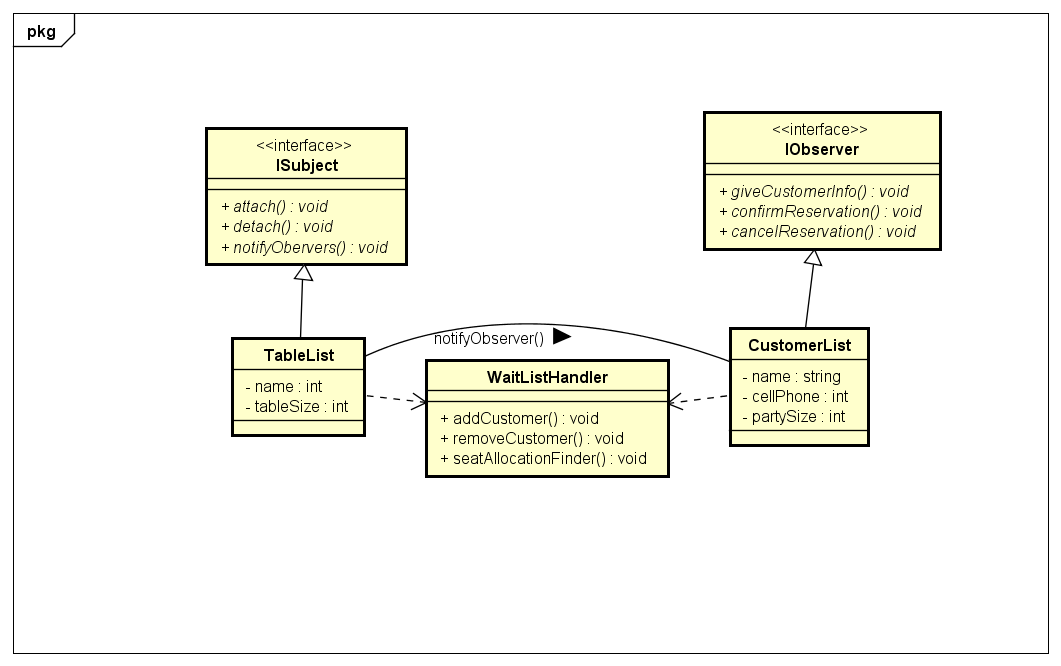 pkg
<<interface>>
ISubject
+ attach() : void
+ detach() : void
+ notifyObervers() : void
<<interface>>
IObserver
+ giveCustomerInfo() : void
+ confirmReservation() : void
+ cancelReservation() : void
notifyObserver()
TableList
- name : int
- tableSize : int
WaitListHandler
+ addCustomer() : void
+ removeCustomer() : void
+ seatAllocationFinder() : void
CustomerList
- name : string
- cellPhone : int
- partySize : int